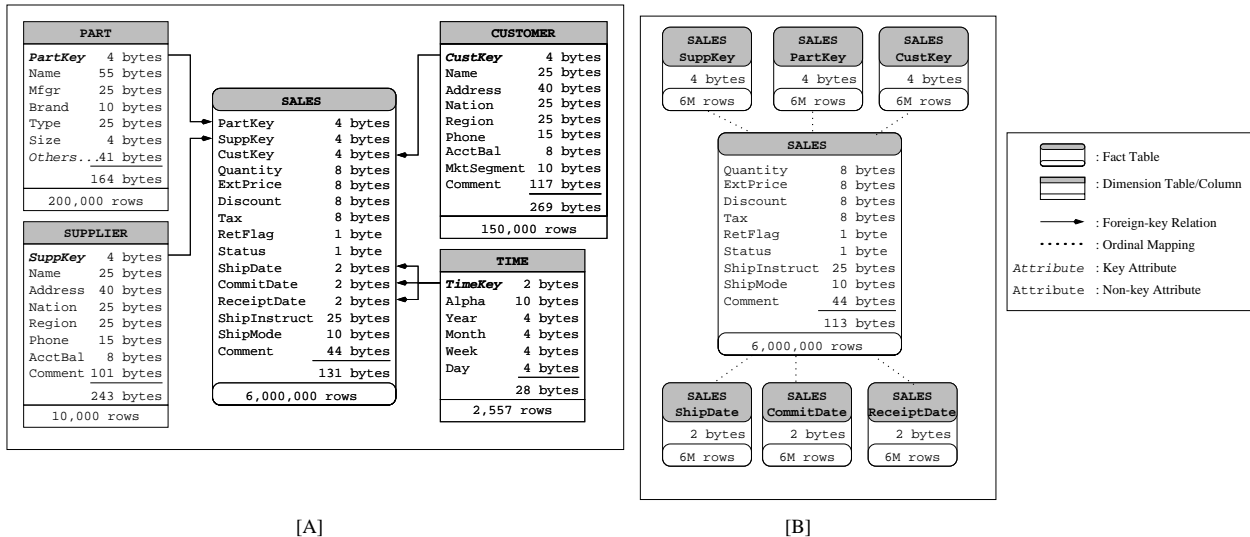 PART
PartKey 4 bytes
Name 55 bytes
Mfgr 25 bytes
Brand 10 bytes
Type 25 bytes
Size 4 bytes
Others... 41 bytes
164 bytes
200,000 rows
SUPPLIER
SuppKey 4 bytes
Name 25 bytes
Address 40 bytes
Nation 25 bytes
Region 25 bytes
Phone 15 bytes
AcctBal 8 bytes
Comment 101 bytes
243 bytes
10,000 rows
SALES
PartKey 4 bytes
SuppKey 4 bytes
CustKey 4 bytes
Quantity 8 bytes
ExtPrice 8 bytes
Discount 8 bytes
Tax 8 bytes
RetFlag 1 byte
Status 1 byte
ShipDate 2 bytes
CommitDate 2 bytes
ReceiptDate 2 bytes
ShipInstruct 25 bytes
ShipMode 10 bytes
Comment 44 bytes
131 bytes
6,000,000 rows
CUSTOMER
CustKey 4 bytes
Name 25 bytes
Address 40 bytes
Nation 25 bytes
Region 25 bytes
Phone 15 bytes
AcctBal 8 bytes
MktSegment 10 bytes
Comment 117 bytes
269 bytes
150,000 rows
TIME
TimeKey 2 bytes
Alpha 10 bytes
Year 4 bytes
Month 4 bytes
Week 4 bytes
Day 4 bytes
28 bytes
2,557 rows
[A]
SALES
SuppKey
4 bytes
6M rows
SALES
PartKey
4 bytes
6M rows
SALES
CustKey
4 bytes
6M rows
SALES
Quantity 8 bytes
ExtPrice 8 bytes
Discount 8 bytes
Tax 8 bytes
RetFlag 1 byte
Status 1 byte
ShipInstruct 25 bytes
ShipMode 10 bytes
Comment 44 bytes
113 bytes
6,000,000 rows
SALES
ShipDate
2 bytes
6M rows
SALES
CommitDate
2 bytes
6M rows
SALES
ReceiptDate
2 bytes
6M rows
[B]
: Fact Table
: Dimension Table/Column
: Foreign-key Relation
: Ordinal Mapping
Attribute : Key Attribute
Attribute : Non-key Attribute